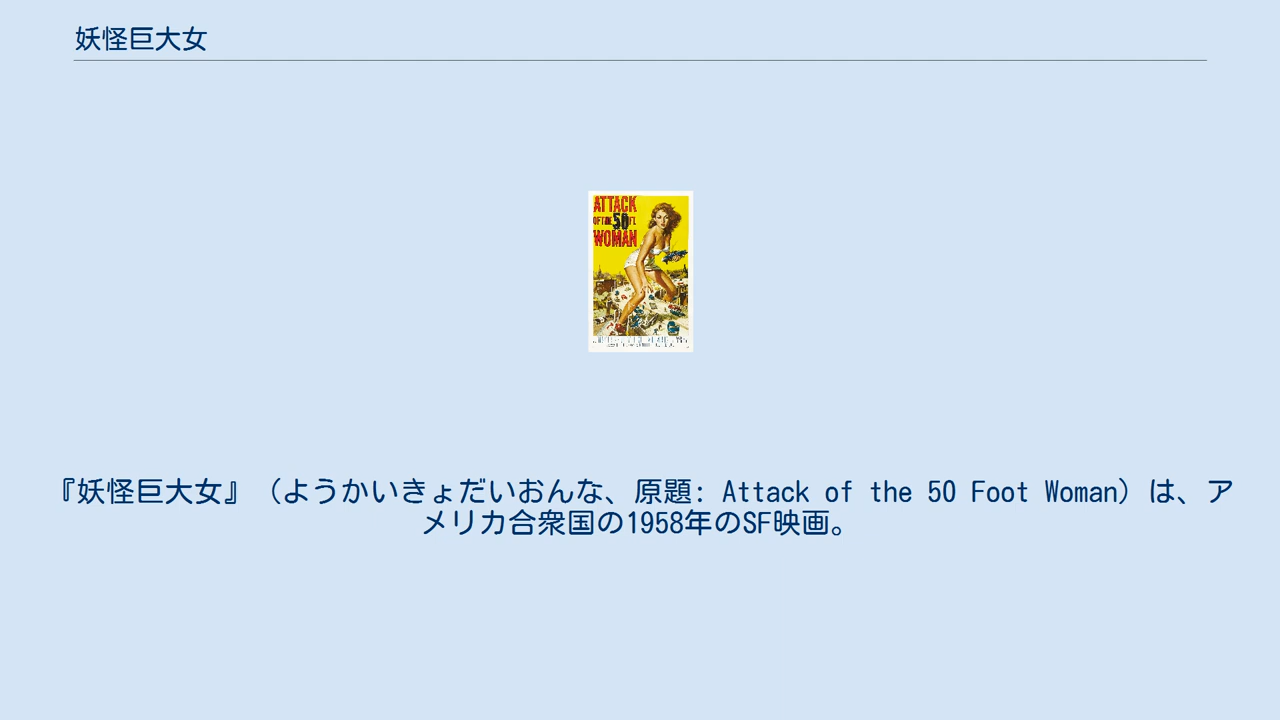 妖怪巨大女
ATTACK
OF THE 50 FT.
WOMAN
『妖怪巨大女』（ようかいきょだいおんな、原題: Attack of the 50 Foot Woman）は、ア
メリカ合衆国の1958年のSF映画。